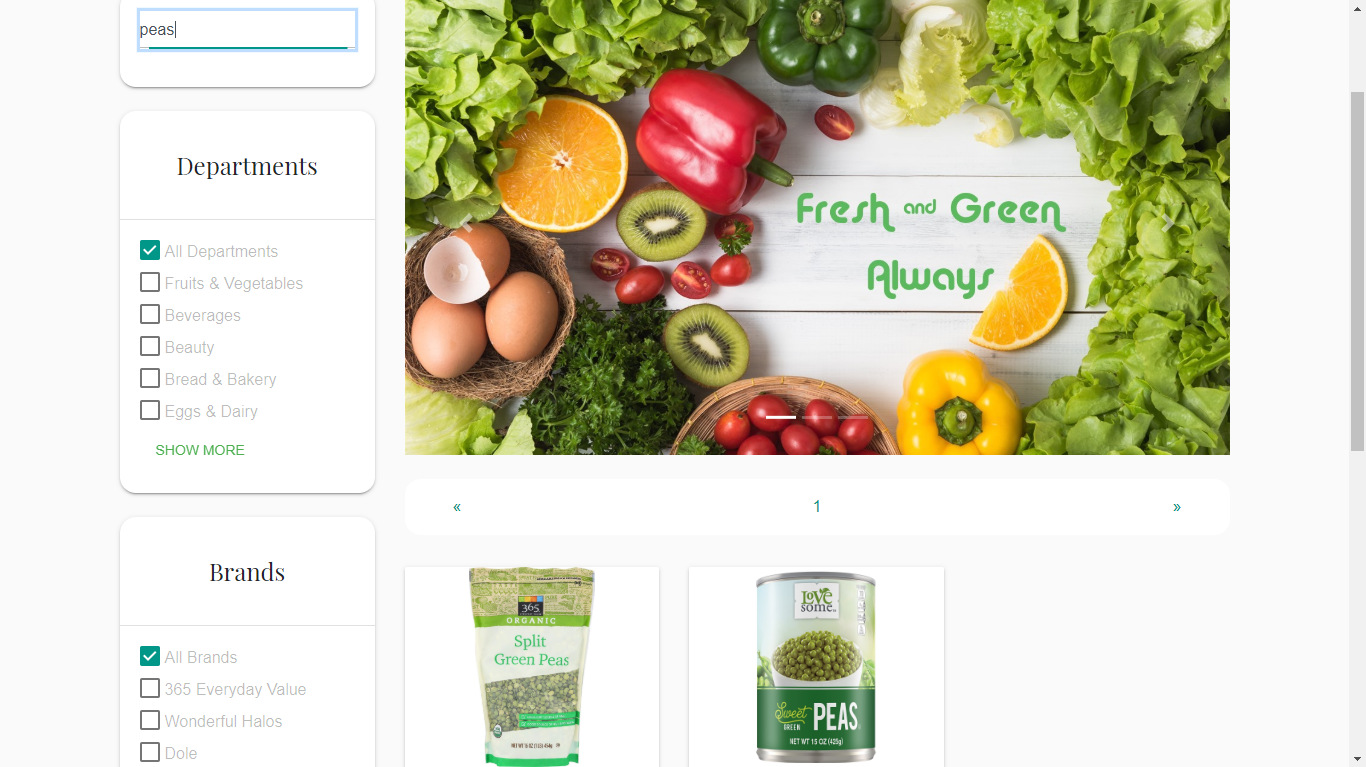 peas
Departments
All Departments
Fruits & Vegetables
Beverages
Beauty
Bread & Bakery
Eggs & Dairy
SHOW MORE
Brands
All Brands
365 Everyday Value
Wonderful Halos
Dole
Fresh and Green
Always
« 1 »
365
ORGANIC
Split
Green Peas
NET WT 16 OZ (1 LB) 454g
LOVE
some
Sweet
GREEN
PEAS
NET WT 15 OZ (425g)